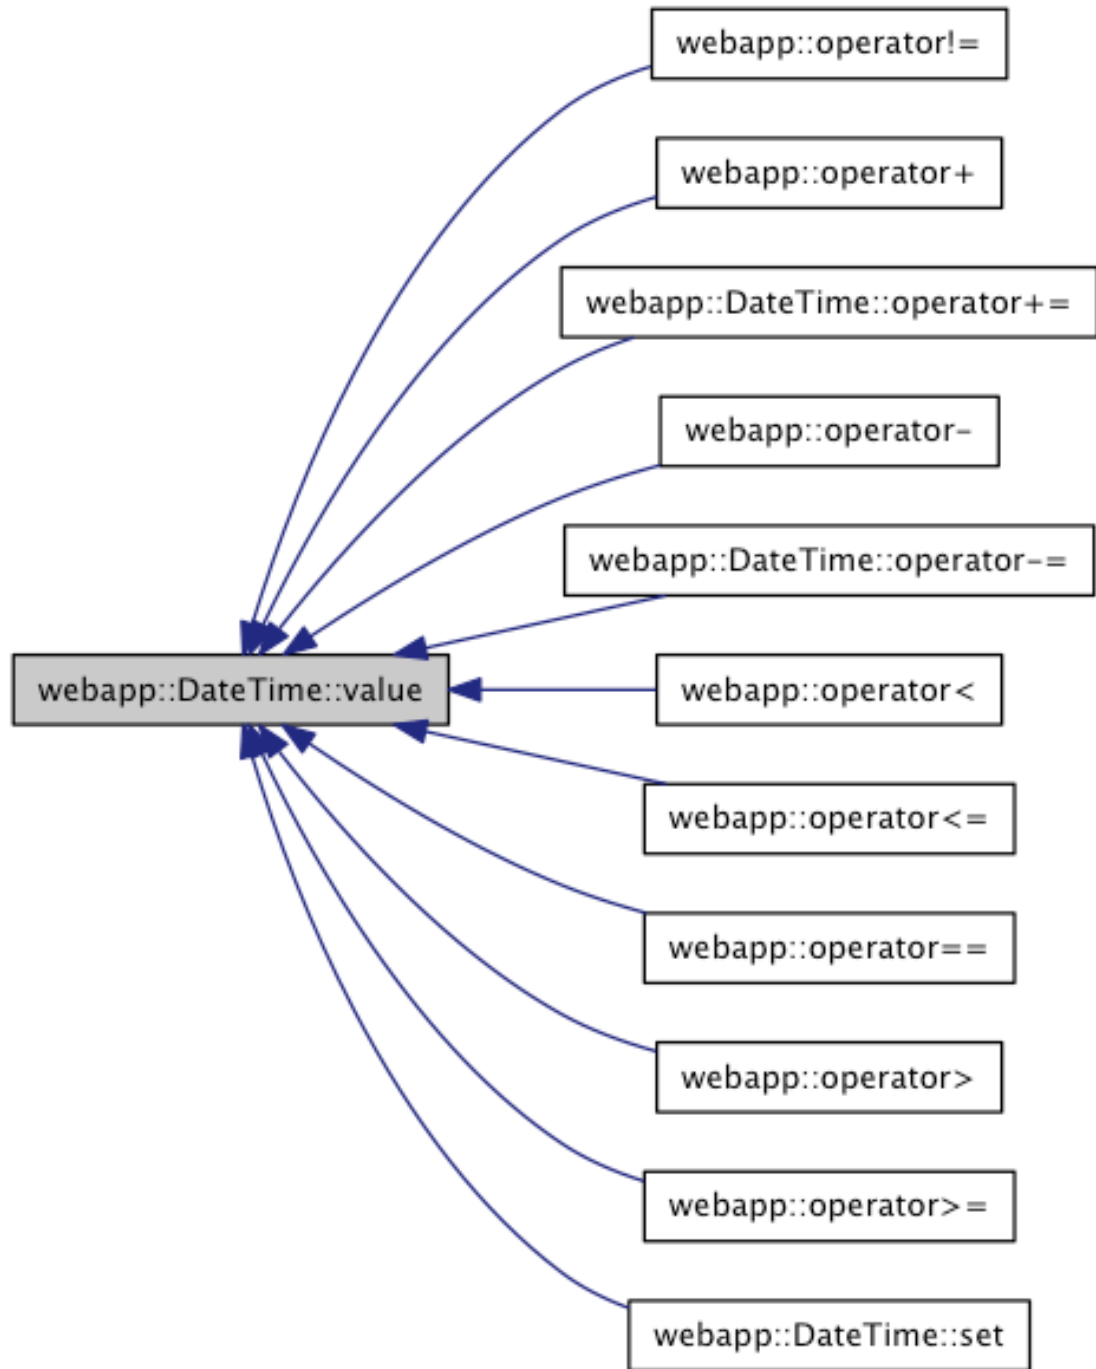 webapp::operator!=
webapp::operator+
webapp::DateTime::operator+=
webapp::operator-
webapp::DateTime::operator-=
webapp::DateTime::value
webapp::operator<
webapp::operator<=
webapp::operator==
webapp::operator>
webapp::operator>=
webapp::DateTime::set